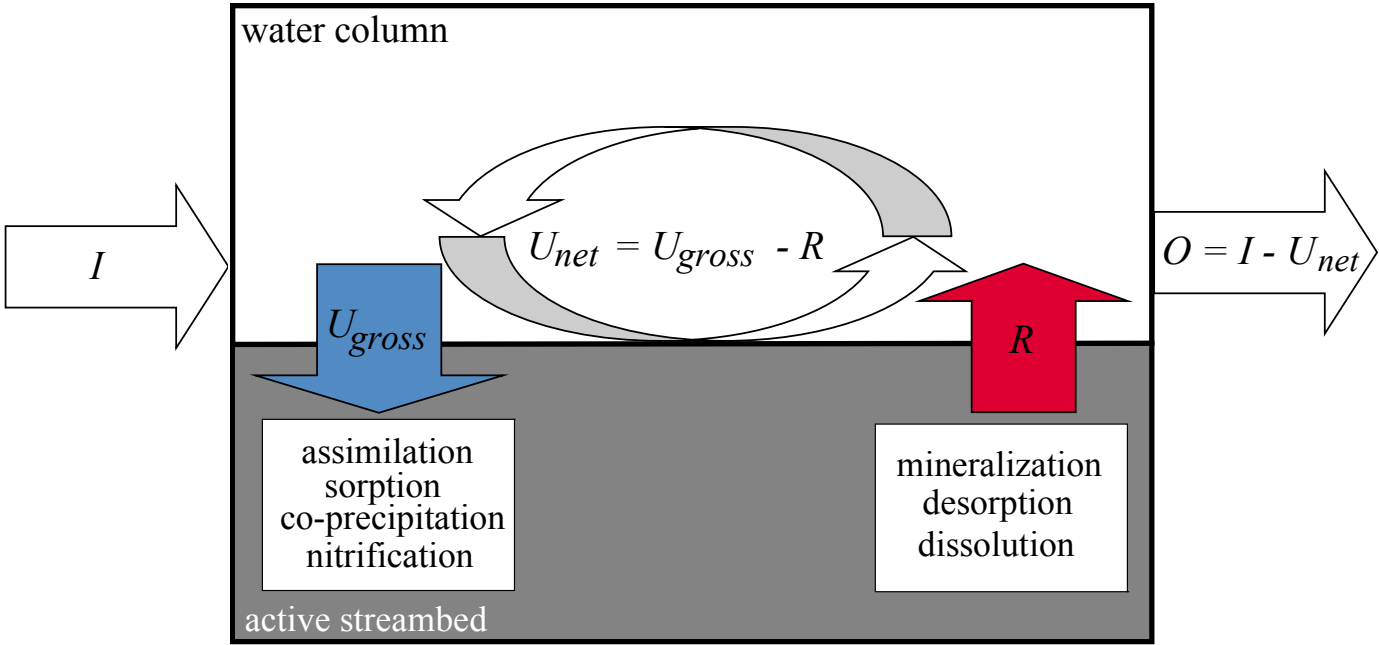 water column
I
U_net = U_gross - R
O = I - U_net
U_gross
R
assimilation
sorption
co-precipitation
nitrification
mineralization
desorption
dissolution
active streambed